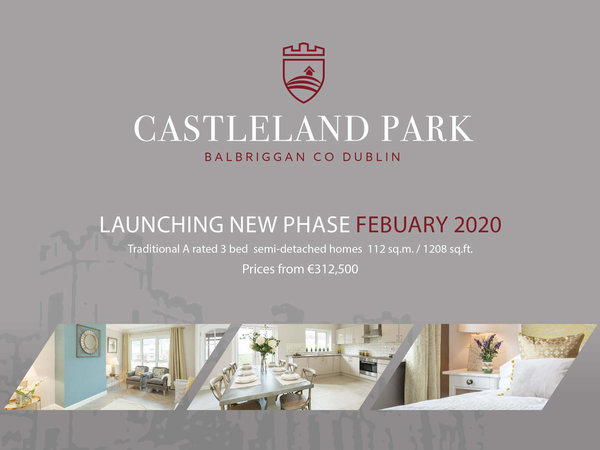 CASTLELAND PARK
BALBRIGGAN CO DUBLIN
LAUNCHING NEW PHASE FEBUARY 2020
Traditional A rated 3 bed semi-detached homes 112 sq.m. / 1208 sq.ft.
Prices from €312,500